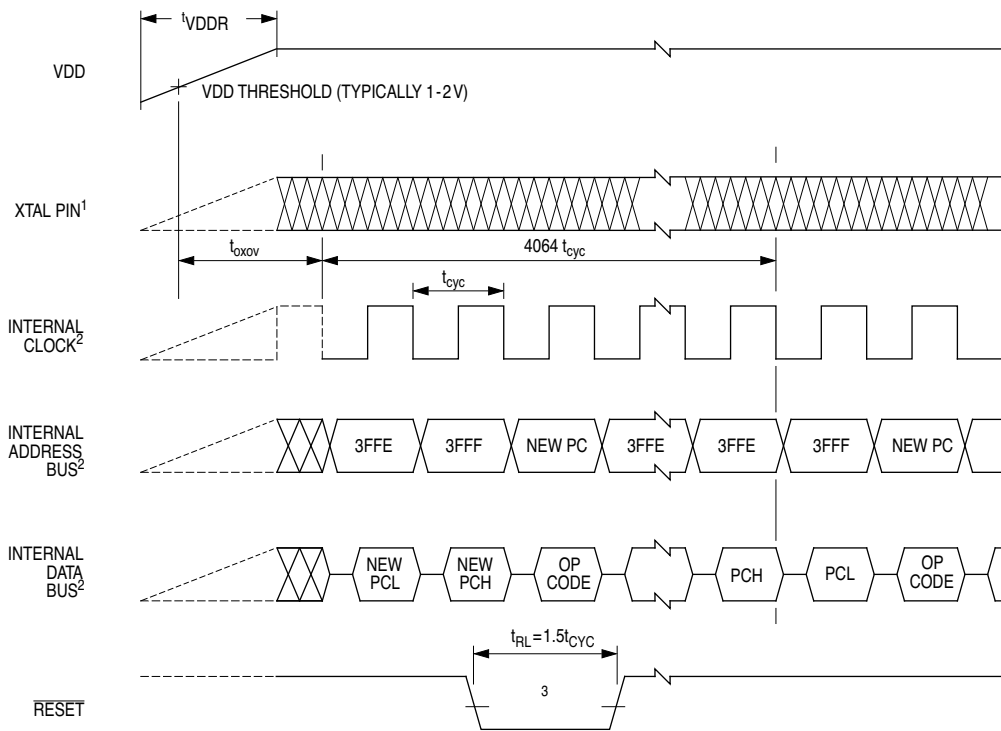 tVDDR
VDD
VDD THRESHOLD (TYPICALLY 1-2V)
XTAL PIN1
toxov
4064 tcyc
tcyc
INTERNAL
CLOCK2
INTERNAL
ADDRESS
BUS2
3FFE
3FFF
NEW PC
3FFE
3FFE
3FFF
NEW PC
INTERNAL
DATA
BUS2
NEW
PCL
NEW
PCH
OP
CODE
PCH
PCL
OP
CODE
tRL=1.5tCYC
3
RESET